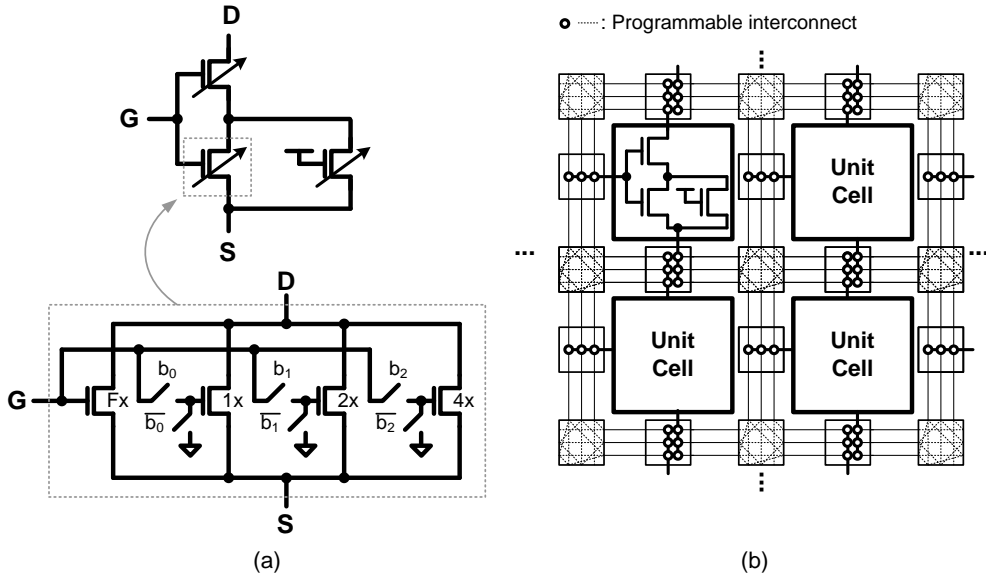 D
G
S
D
G
Fx
b0
b0
1x
b1
b1
2x
b2
b2
4x
S
(a)
: Programmable interconnect
...
Unit
Cell
...
...
Unit
Cell
Unit
Cell
...
(b)